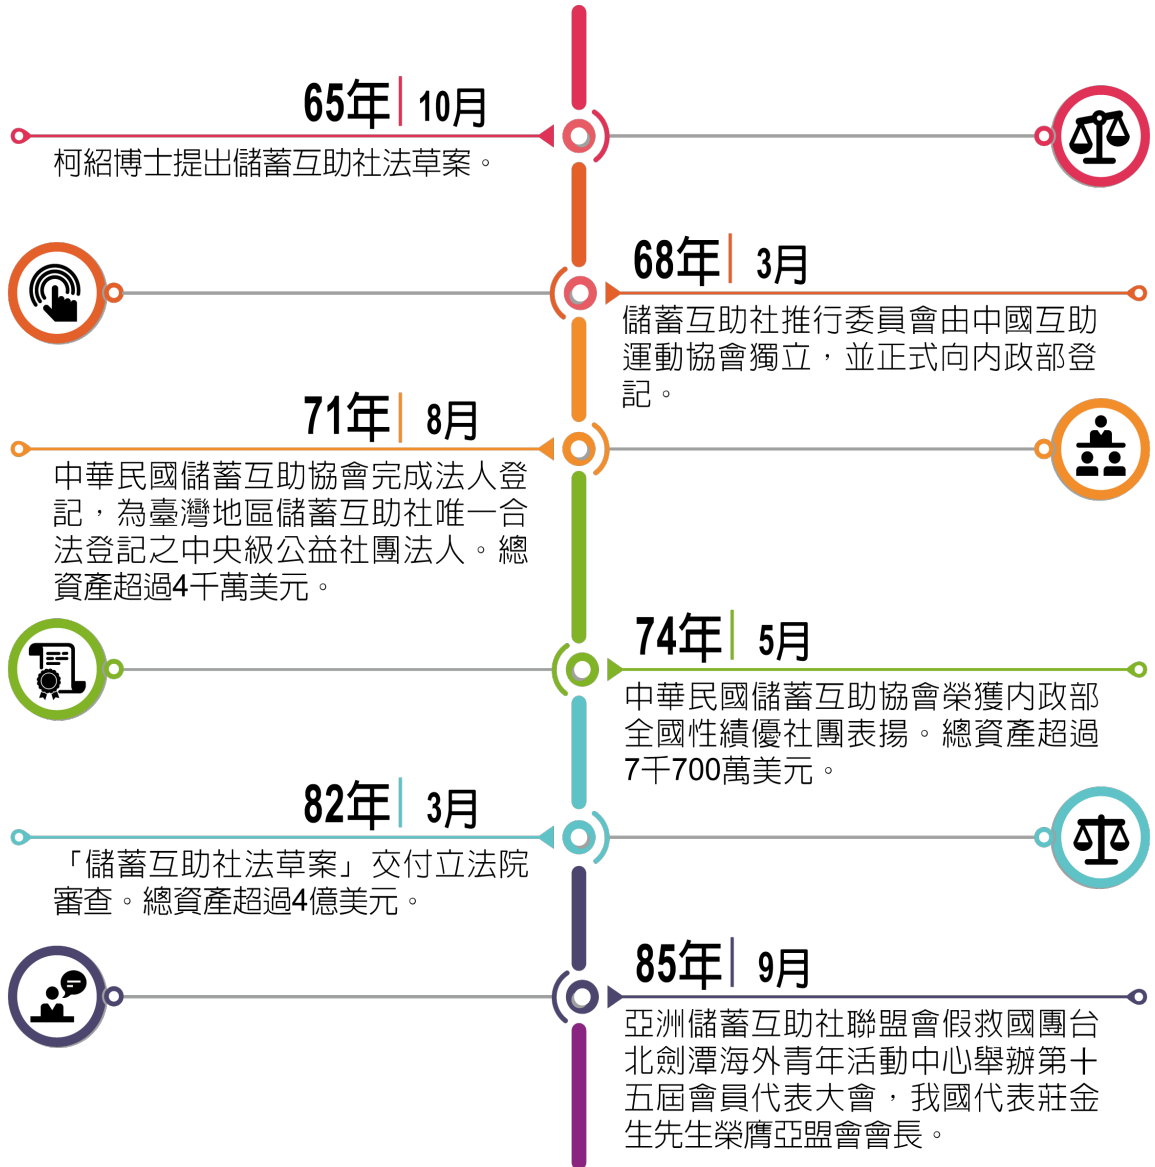 65年 10月
柯紹博士提出儲蓄互助社法草案。
68年 3月
儲蓄互助社推行委員會由中國互助
運動協會獨立，並正式向內政部登
記。
71年 8月
中華民國儲蓄互助協會完成法人登
記，為臺灣地區儲蓄互助社唯一合
法登記之中央級公益社團法人。總
資產超過4千萬美元。
74年 5月
中華民國儲蓄互助協會榮獲內政部
全國性績優社團表揚。總資產超過
7千700萬美元。
82年 3月
「儲蓄互助社法草案」交付立法院
審查。總資產超過4億美元。
85年 9月
亞洲儲蓄互助社聯盟會假救國團台
北劍潭海外青年活動中心舉辦第十
五屆會員代表大會，我國代表莊金
生先生榮膺亞盟會會長。